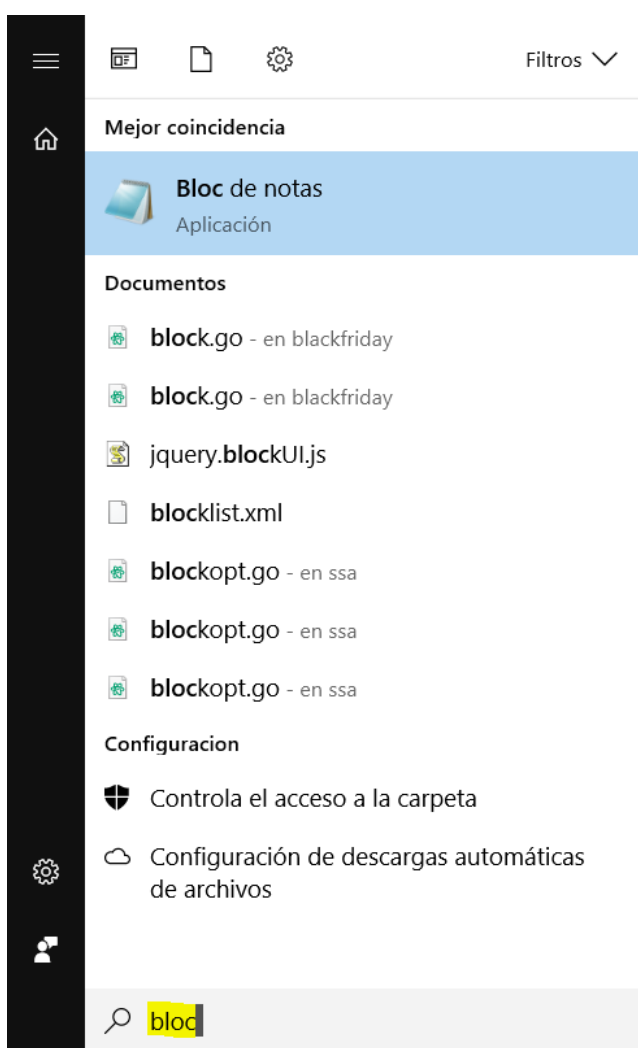 Filtros
Mejor coincidencia
Bloc de notas
Aplicación
Documentos
block.go - en blackfriday
block.go - en blackfriday
jquery.blockUI.js
blocklist.xml
blockopt.go - en ssa
blockopt.go - en ssa
blockopt.go - en ssa
Configuracion
Controla el acceso a la carpeta
Configuración de descargas automáticas
de archivos
bloc